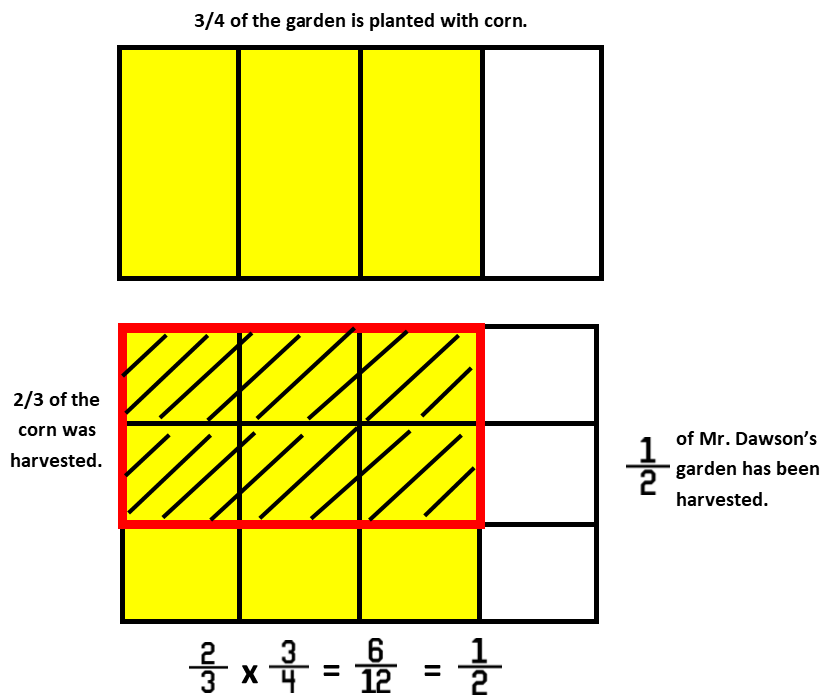 3/4 of the garden is planted with corn.
2/3 of the
corn was
harvested.
1/2 of Mr. Dawson’s
garden has been
harvested.
2/3 x 3/4 = 6/12 = 1/2